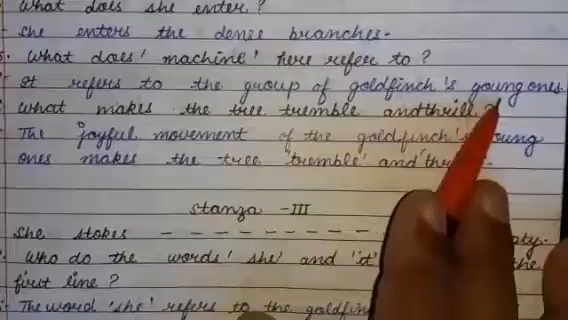 what does she enter?
she enters the dense branches.
what does 'machine' here refer to?
It refers to the group of goldfinch's young ones.
what makes the tree tremble and thrill
The joyful movement of the goldfinch's young
ones makes the tree 'tremble' and
stanza - III
she stokes - - - - - - - - - - -
who do the words 'she' and 'it' the
first line?
The word 'she' refers to the